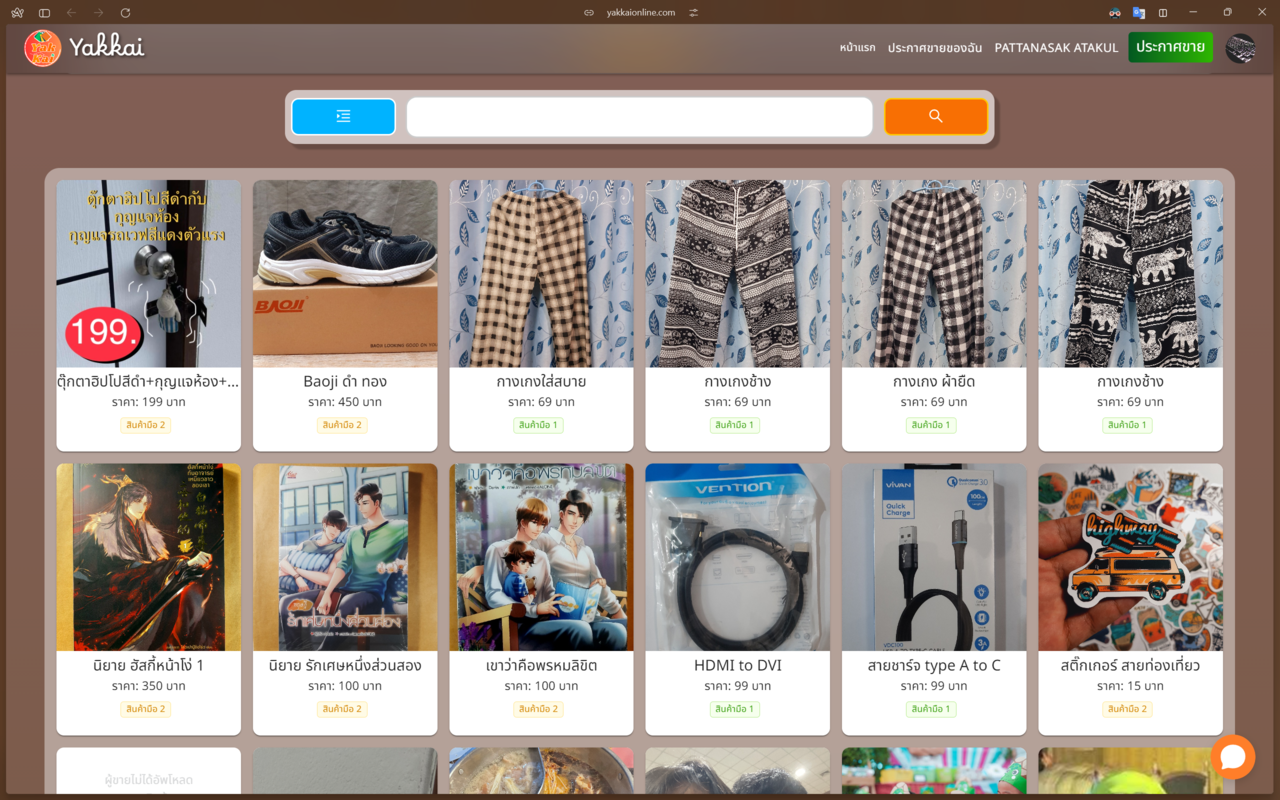 yakkaionline.com
Yak
Kai
Yakkai
หน้าแรก
ประกาศขายของฉัน
PATTANASAK ATAKUL
ประกาศขาย
ตุ๊กตาฮิปโปสีดำกับ
กุญแจห้อง
กุญแจรถเวฟสีแดงตัวแรง
199.
ตุ๊กตาฮิปโปสีดำ+กุญแจห้อง+...
ราคา: 199 บาท
สินค้ามือ 2
BAOJI
Baoji ดำ ทอง
ราคา: 450 บาท
สินค้ามือ 2
กางเกงใส่สบาย
ราคา: 69 บาท
สินค้ามือ 1
กางเกงช้าง
ราคา: 69 บาท
สินค้ามือ 1
กางเกง ผ้ายืด
ราคา: 69 บาท
สินค้ามือ 1
กางเกงช้าง
ราคา: 69 บาท
สินค้ามือ 1
นิยาย ฮัสกี้หน้าโง่ 1
ราคา: 350 บาท
สินค้ามือ 2
นิยาย รักเศษหนึ่งส่วนสอง
ราคา: 100 บาท
สินค้ามือ 2
เขาว่าคือพรหมลิขิต
ราคา: 100 บาท
สินค้ามือ 2
VENTION
HDMI to DVI
ราคา: 99 บาท
สินค้ามือ 1
VIVAN
Quick
Charge
Quick Charge 3.0
100cm
สายชาร์จ type A to C
ราคา: 99 บาท
สินค้ามือ 1
highway
สติ๊กเกอร์ สายท่องเที่ยว
ราคา: 15 บาท
สินค้ามือ 2
ผู้ขายไม่ได้อัพโหลด